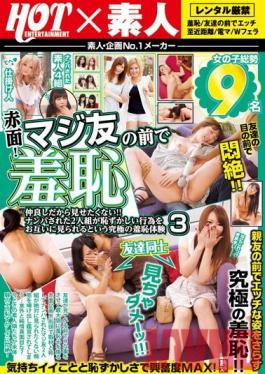 HOT×素人
ENTERTAINMENT
レンタル厳禁
素人・企画No.1メーカー
羞恥/友達の前でエッチ
至近距離/電マ/Wフェラ
女の子総勢
9名
仕掛け人
素人4組
赤面!マジ友の前で
羞恥
3
仲良しだから見せたくない!!
ナンパされた2人組が恥ずかしい行為を
お互いに見られるという究極の羞恥体験
友達の目の前で
悶絶!!
友達同士
見ちゃ
ダメーッ!!
親友の前でエッチな姿をさらす
究極の羞恥!!
気持ちイイことと恥ずかしさで興奮度MAX!